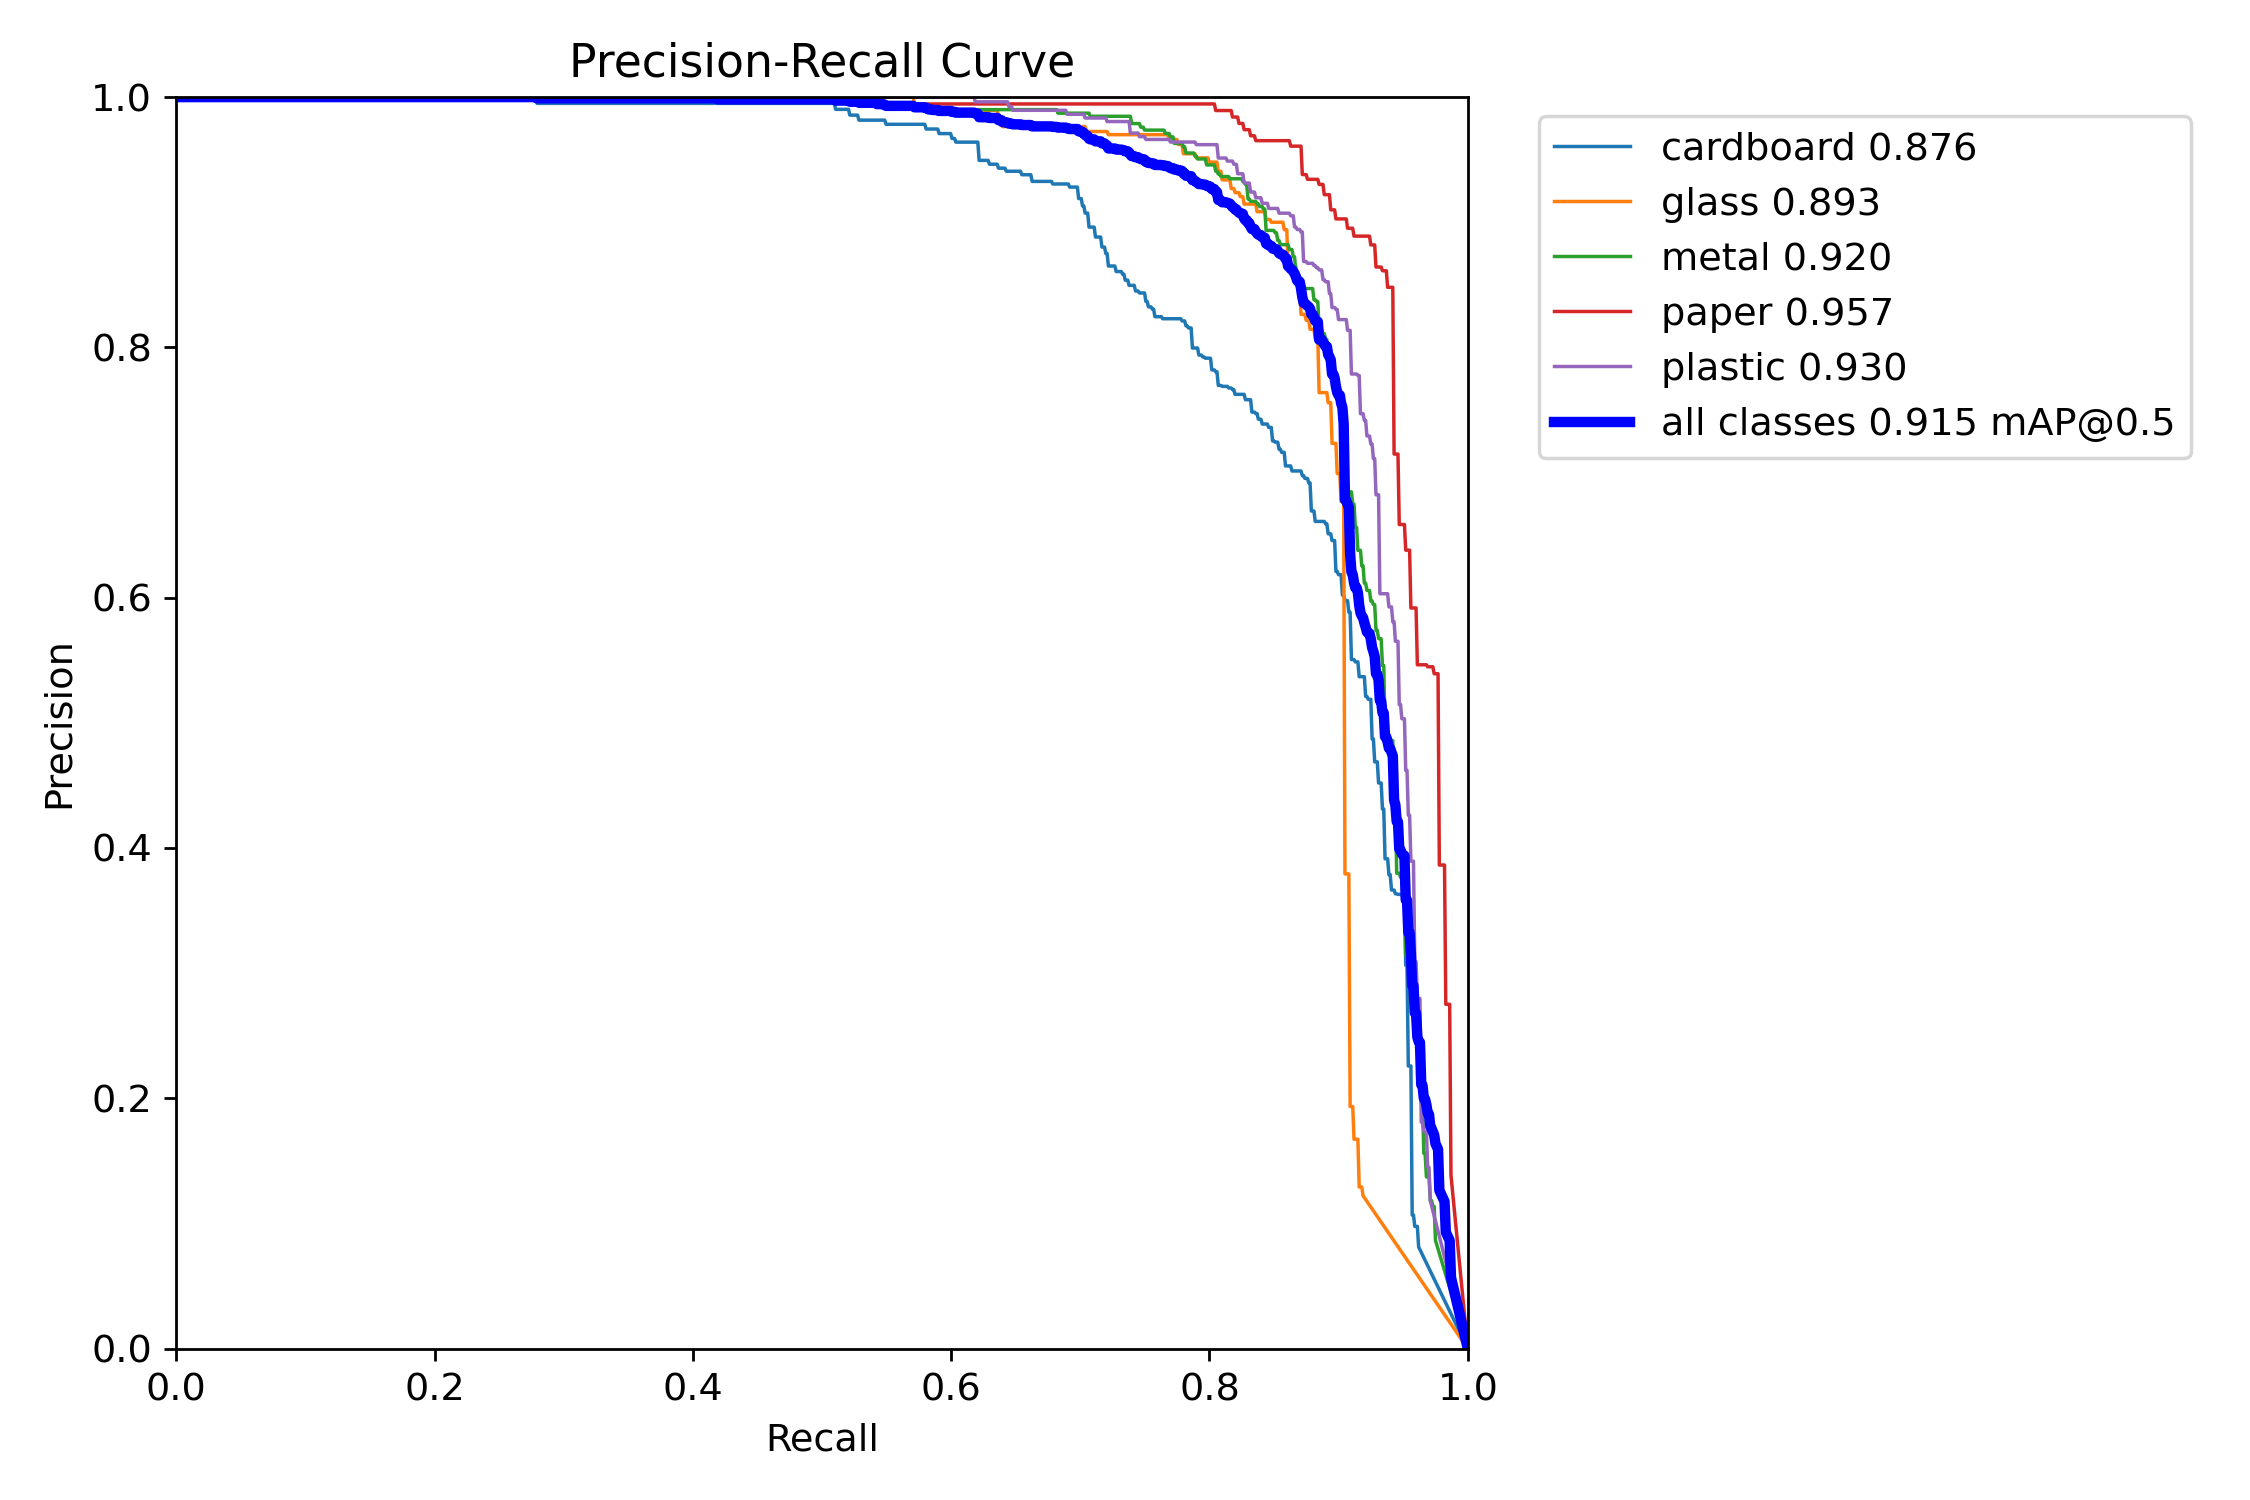 Precision-Recall Curve
1.0
0.8
0.6
0.4
0.2
0.0
Precision
0.0 0.2 0.4 0.6 0.8 1.0
Recall
cardboard 0.876
glass 0.893
metal 0.920
paper 0.957
plastic 0.930
all classes 0.915 mAP@0.5